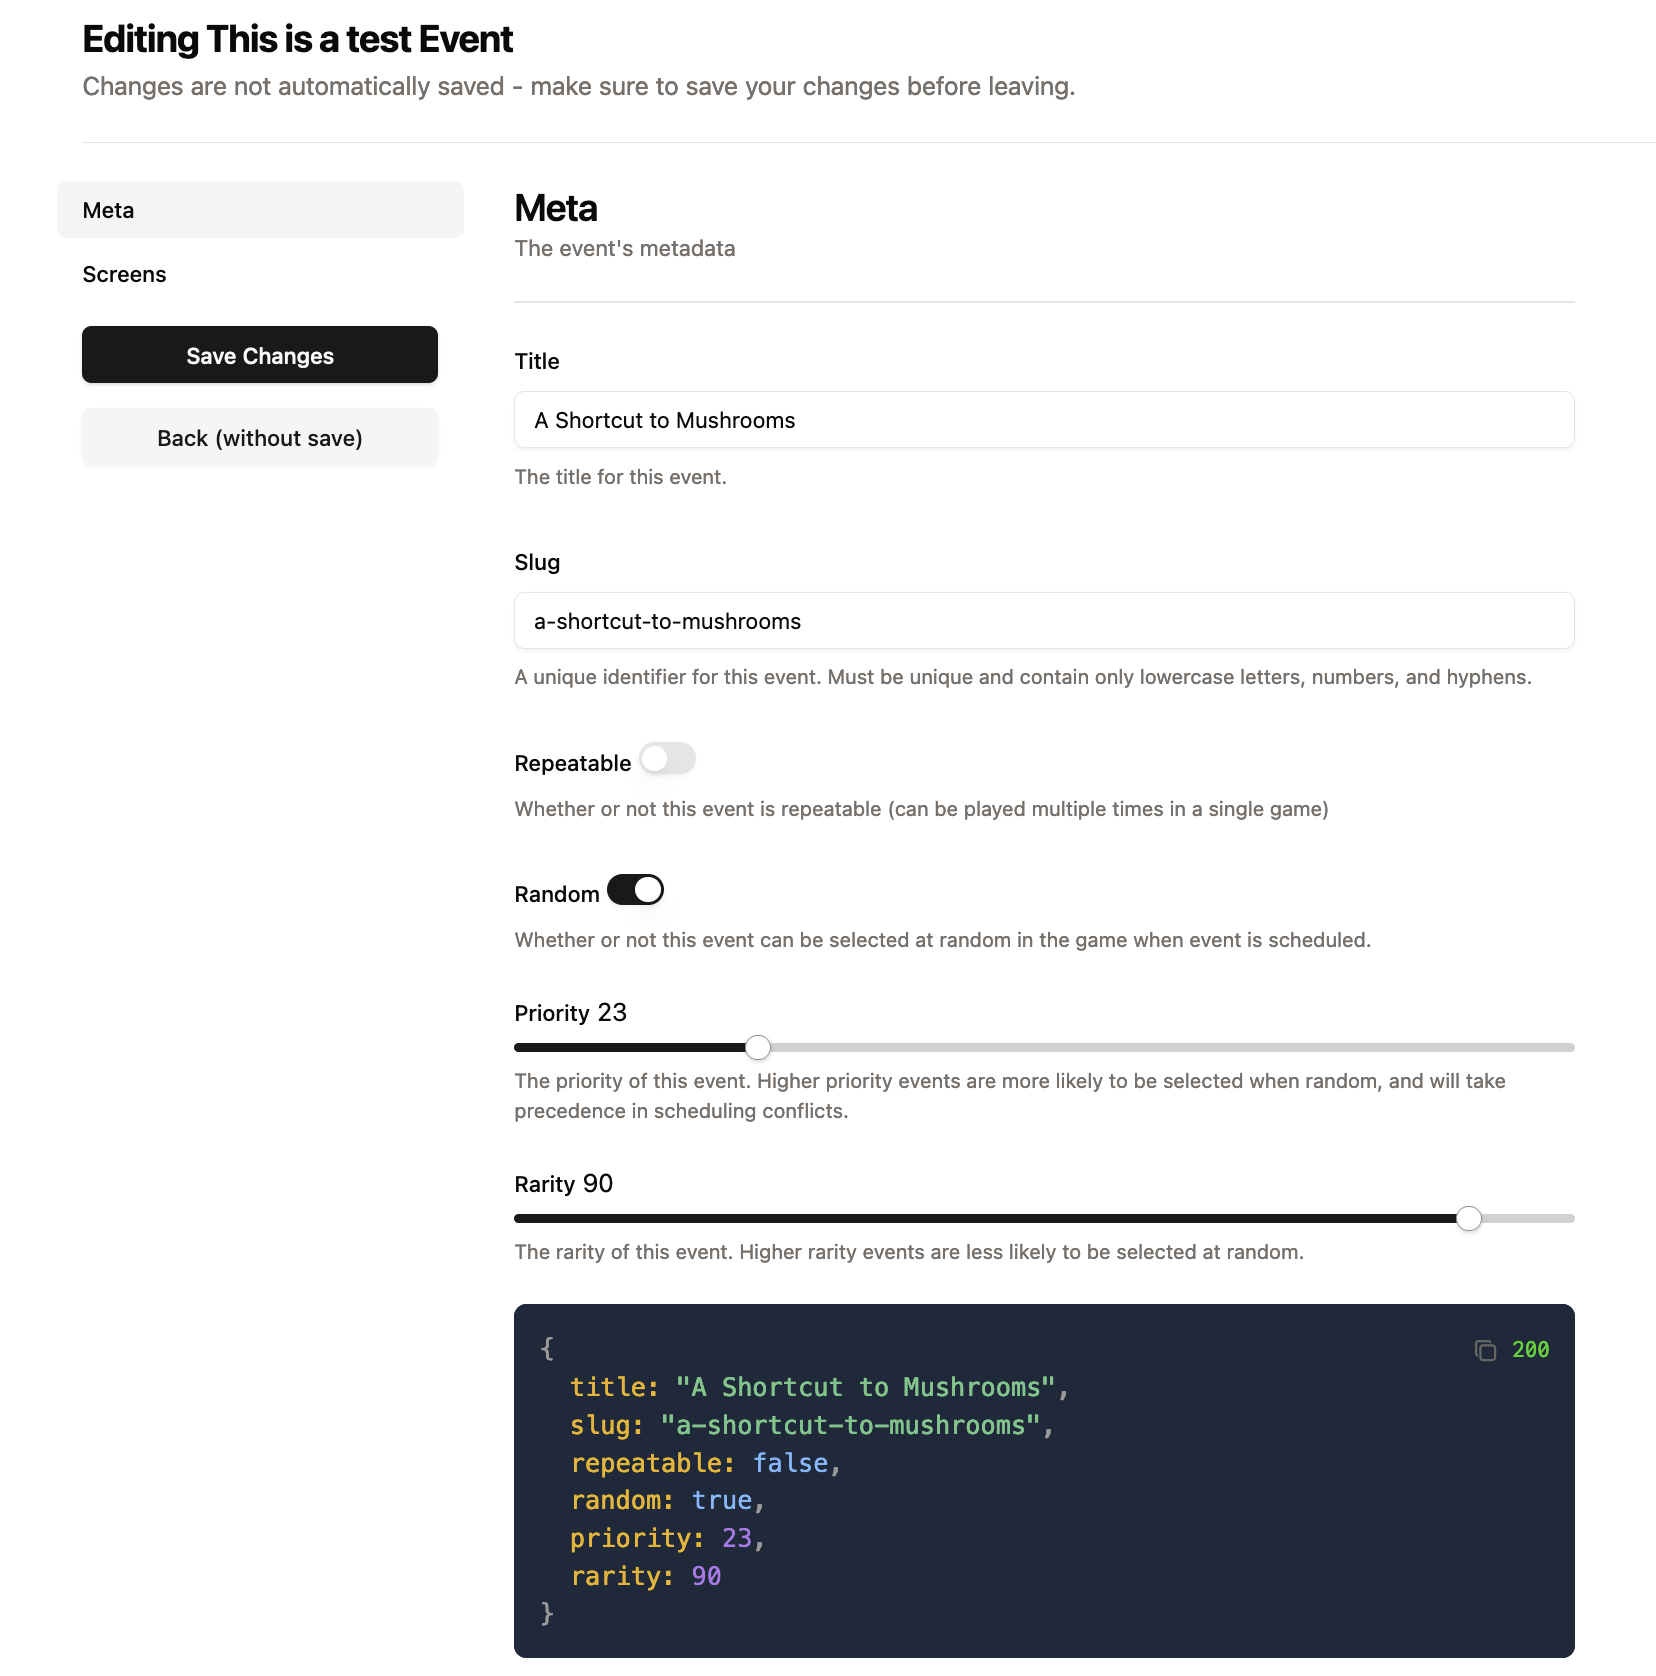 Editing This is a test Event
Changes are not automatically saved - make sure to save your changes before leaving.
Meta
Screens
Save Changes
Back (without save)
Meta
The event's metadata
Title
A Shortcut to Mushrooms
The title for this event.
Slug
a-shortcut-to-mushrooms
A unique identifier for this event. Must be unique and contain only lowercase letters, numbers, and hyphens.
Repeatable
Whether or not this event is repeatable (can be played multiple times in a single game)
Random
Whether or not this event can be selected at random in the game when event is scheduled.
Priority 23
The priority of this event. Higher priority events are more likely to be selected when random, and will take
precedence in scheduling conflicts.
Rarity 90
The rarity of this event. Higher rarity events are less likely to be selected at random.
{
200
title: "A Shortcut to Mushrooms",
slug: "a-shortcut-to-mushrooms",
repeatable: false,
random: true,
priority: 23,
rarity: 90
}